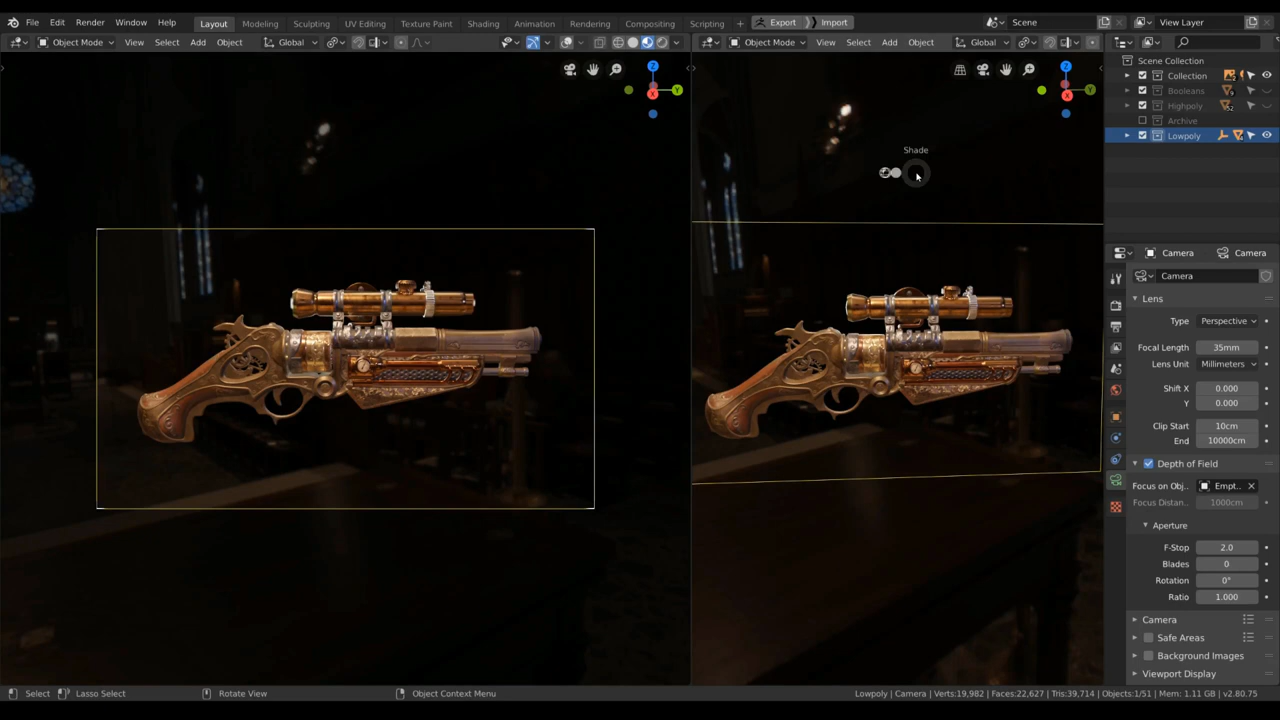 File Edit Render Window Help Layout Modeling Sculpting UV Editing Texture Paint Shading Animation Rendering Compositing Scripting + Export Import Scene View Layer
Object Mode View Select Add Object Global Object Mode View Select Add Object Global
Scene Collection
Collection
Booleans
Highpoly
Archive
Lowpoly
Shade
Camera Camera
Camera
Lens
Type Perspective
Focal Length 35mm
Lens Unit Millimeters
Shift X 0.000
Y 0.000
Clip Start 10cm
End 10000cm
Depth of Field
Focus on Obj.. Empt..
Focus Distan.. 1000cm
Aperture
F-Stop 2.0
Blades 0
Rotation 0°
Ratio 1.000
Camera
Safe Areas
Background Images
Viewport Display
Select Lasso Select Rotate View Object Context Menu Lowpoly | Camera | Verts:19,982 | Faces:22,627 | Tris:39,714 | Objects:1/51 | Mem: 1.11 GB | v2.80.75